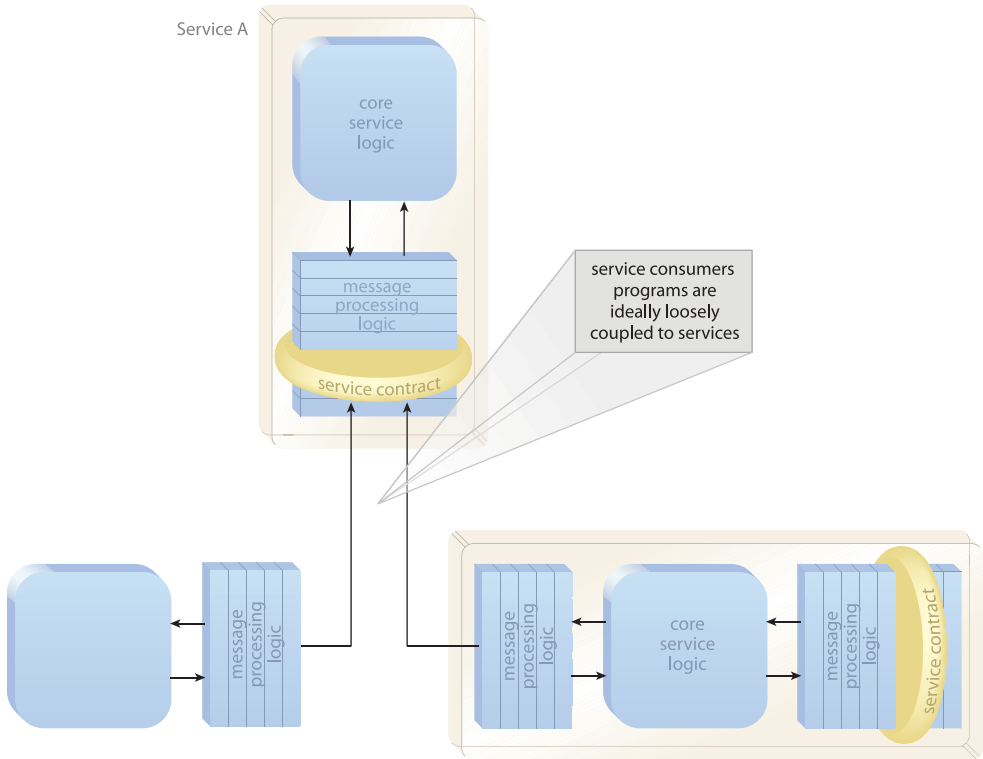 Service A
core
service
logic
message
processing
logic
service contract
service consumers
programs are
ideally loosely
coupled to services
message
processing
logic
message
processing
logic
core
service
logic
message
processing
logic
service contract